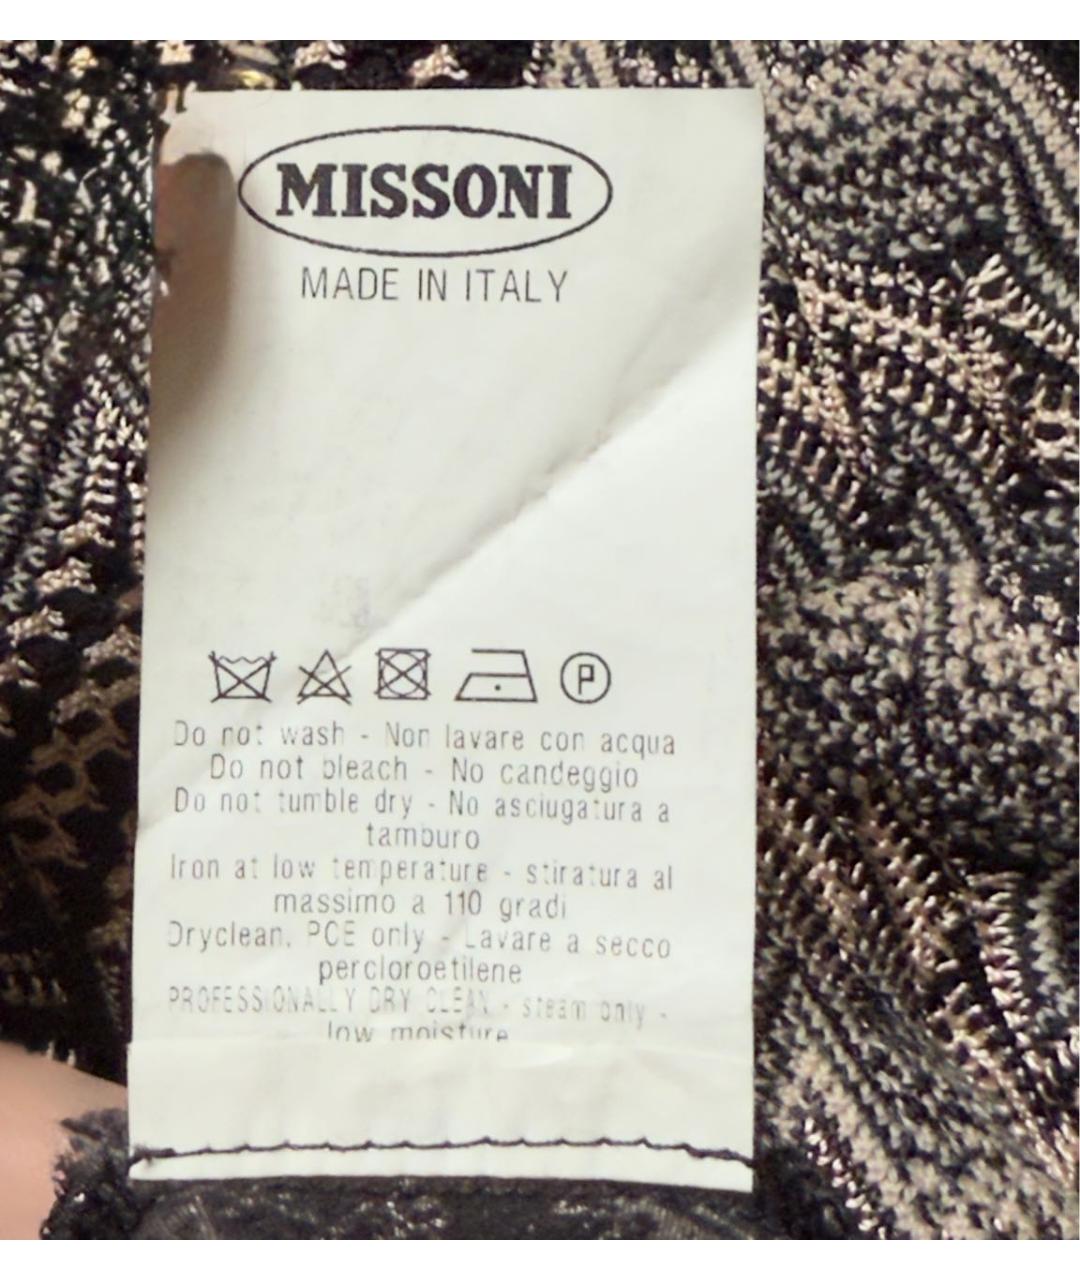 MISSONI
MADE IN ITALY
P
Do not wash - Non lavare con acqua
Do not bleach - No candeggio
Do not tumble dry - No asciugatura a
tamburo
Iron at low temperature - stiratura al
massimo a 110 gradi
Dryclean. PCE only - Lavare a secco
percloroetilene
PROFESSIONALLY DRY CLEAN - steam only -
low moisture